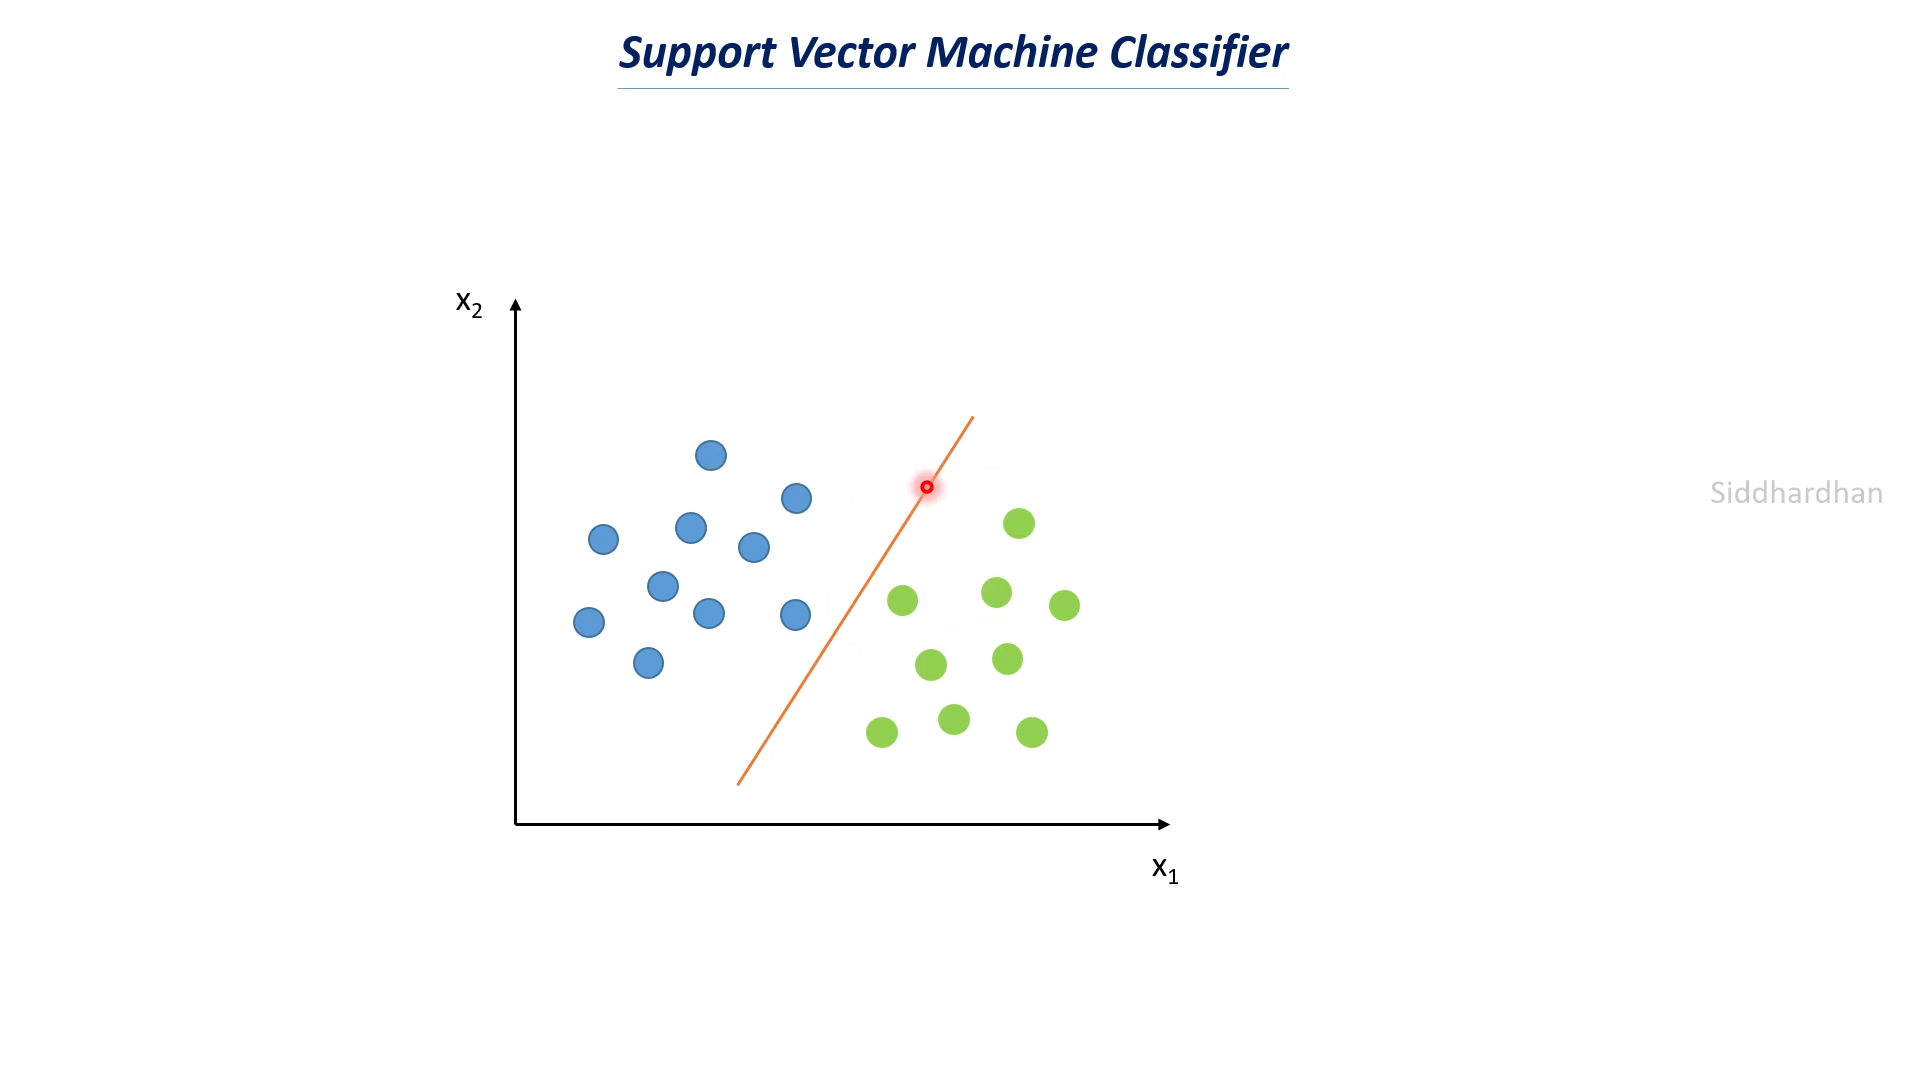 Support Vector Machine Classifier
x₂
Siddhardhan
x₁